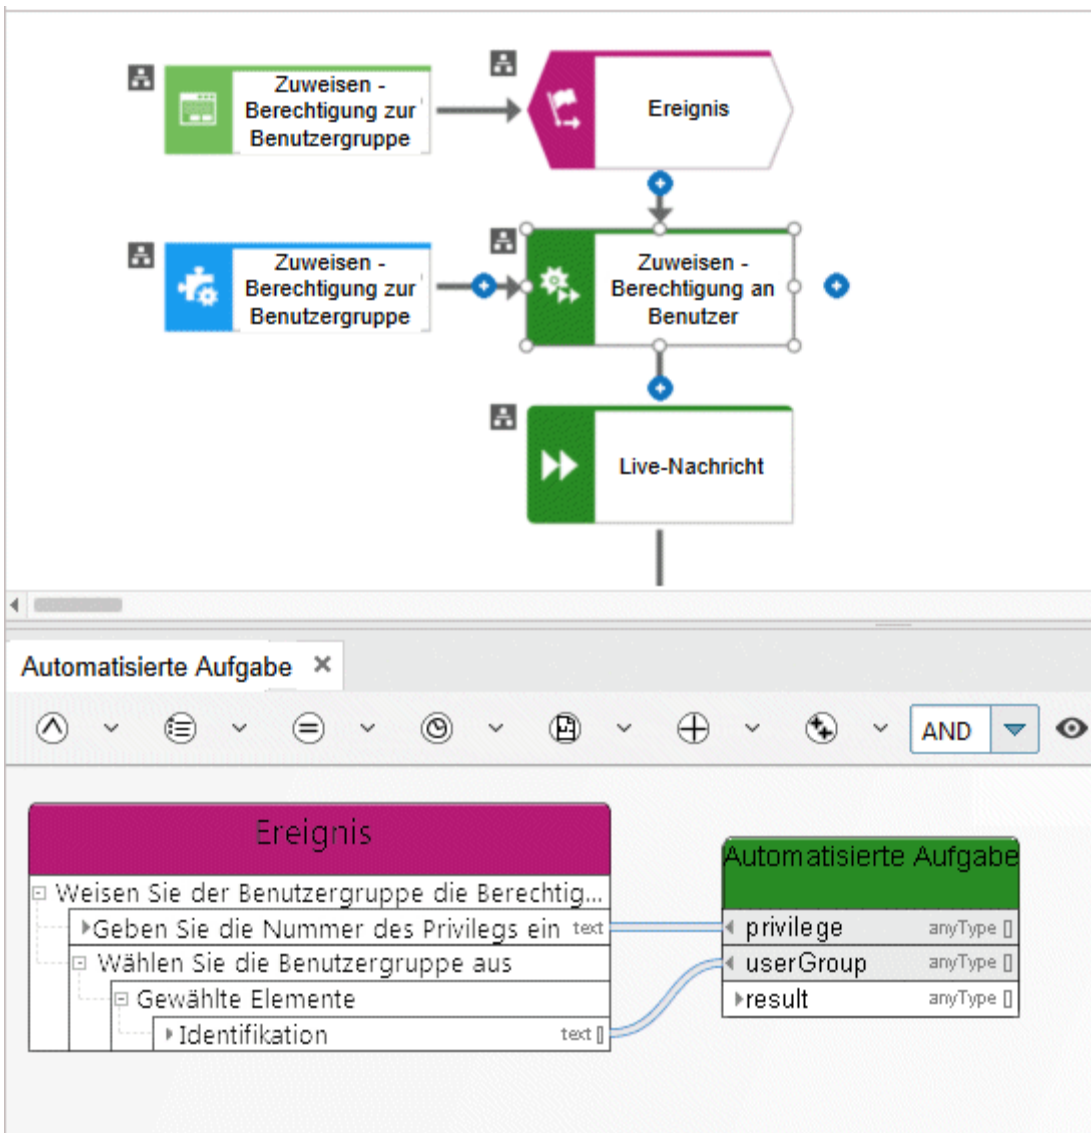 Zuweisen -
Berechtigung zur
Benutzergruppe
Ereignis
Zuweisen -
Berechtigung zur
Benutzergruppe
Zuweisen -
Berechtigung an
Benutzer
Live-Nachricht
Automatisierte Aufgabe ×
AND
Ereignis
Weisen Sie der Benutzergruppe die Berechtig...
Geben Sie die Nummer des Privilegs ein text
Wählen Sie die Benutzergruppe aus
Gewählte Elemente
Identifikation text []
Automatisierte Aufgabe
privilege anyType []
userGroup anyType []
result anyType []